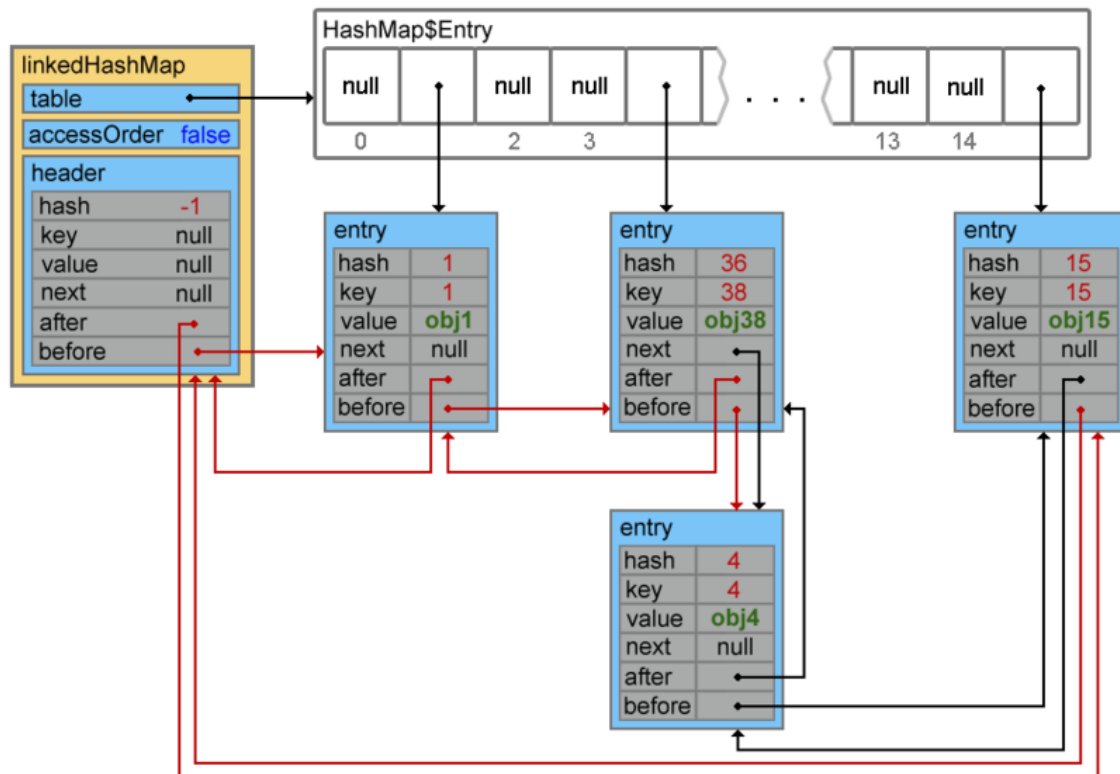 HashMap$Entry
linkedHashMap
null null null null null
table
. . .
accessOrder false
0 2 3 13 14
header
hash -1
key null
value null
next null
after
before
entry
hash 1
key 1
value obj1
next null
after
before
entry
hash 36
key 38
value obj38
next
after
before
entry
hash 15
key 15
value obj15
next null
after
before
entry
hash 4
key 4
value obj4
next null
after
before